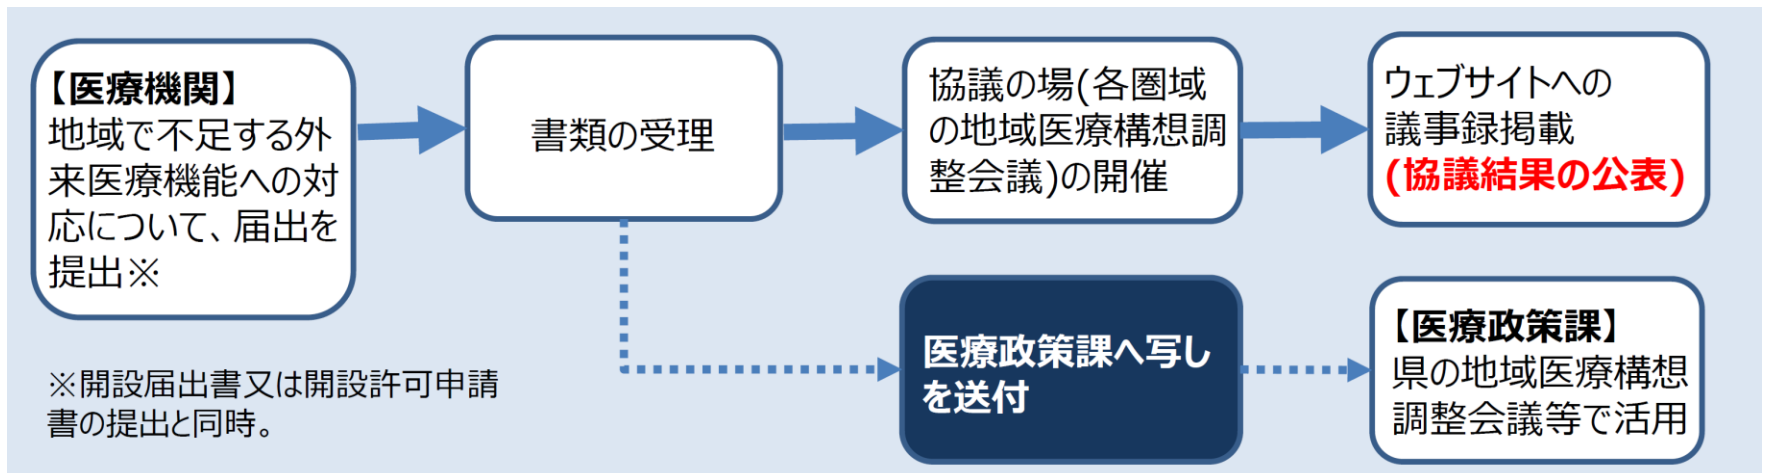 【医療機関】
地域で不足する外
来医療機能への対
応について、届出を
提出※
書類の受理
協議の場(各圏域
の地域医療構想調
整会議)の開催
ウェブサイトへの
議事録掲載
(協議結果の公表)
医療政策課へ写し
を送付
【医療政策課】
県の地域医療構想
調整会議等で活用
※開設届出書又は開設許可申請
書の提出と同時。